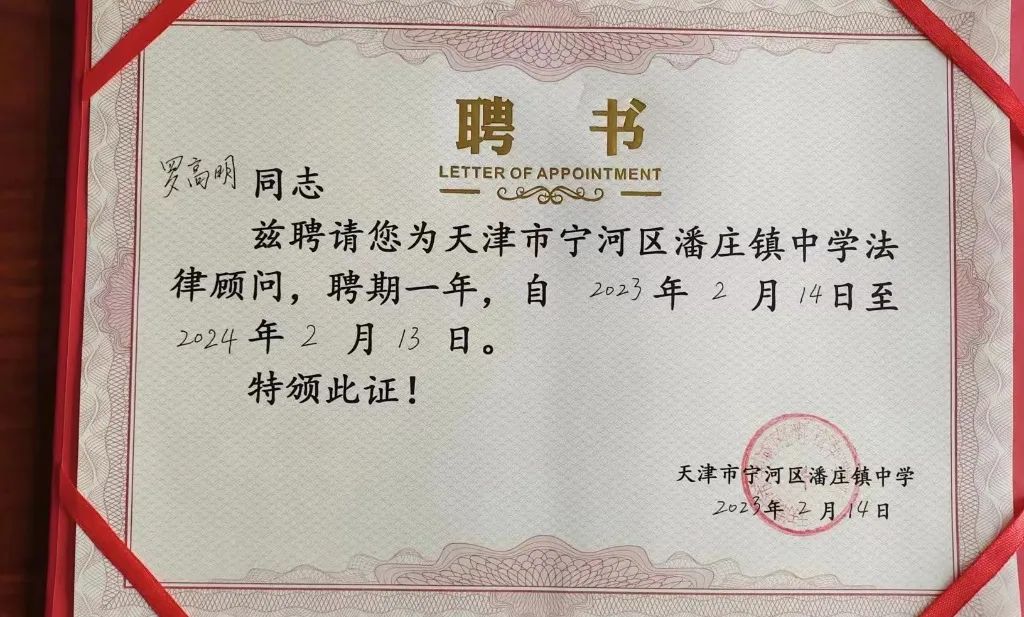 聘 书
LETTER OF APPOINTMENT
罗高明 同志
兹聘请您为天津市宁河区潘庄镇中学法
律顾问，聘期一年，自 2023 年 2 月 14日至
2024 年 2 月 13 日。
特颁此证！
天津市宁河区潘庄镇中学
2023年 2 月 14日